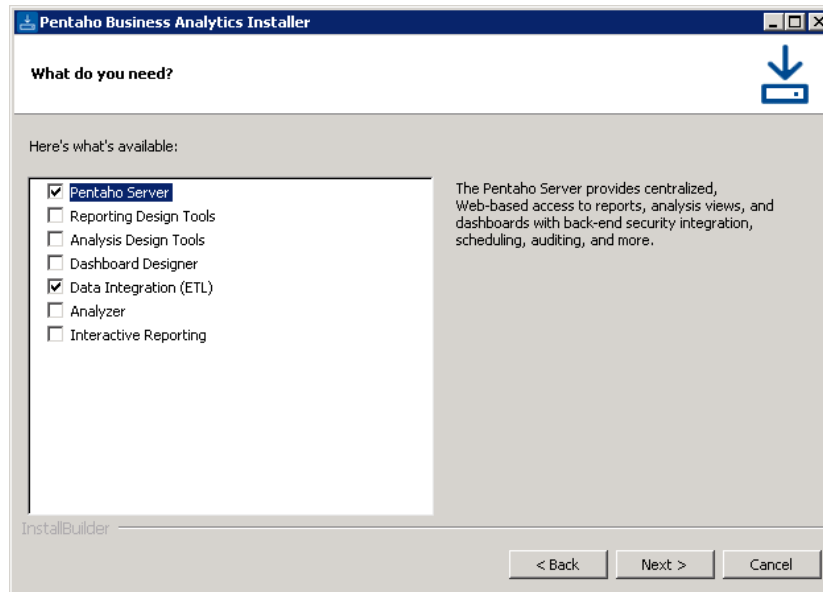 Pentaho Business Analytics Installer
What do you need?
Here's what's available:
Pentaho Server
Reporting Design Tools
Analysis Design Tools
Dashboard Designer
Data Integration (ETL)
Analyzer
Interactive Reporting
The Pentaho Server provides centralized,
Web-based access to reports, analysis views, and
dashboards with back-end security integration,
scheduling, auditing, and more.
InstallBuilder
< Back
Next >
Cancel